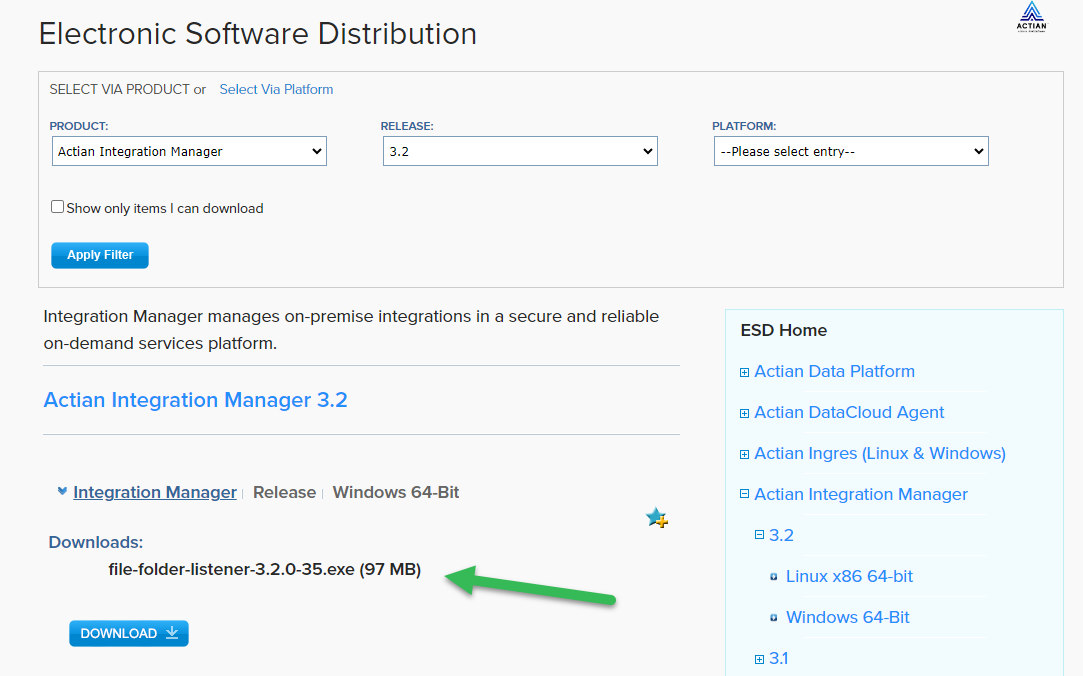 Electronic Software Distribution
ACTIAN
SELECT VIA PRODUCT or Select Via Platform
PRODUCT: RELEASE: PLATFORM:
Actian Integration Manager 3.2 --Please select entry--
Show only items I can download
Apply Filter
Integration Manager manages on-premise integrations in a secure and reliable
on-demand services platform.
Actian Integration Manager 3.2
Integration Manager Release Windows 64-Bit
Downloads:
file-folder-listener-3.2.0-35.exe (97 MB)
DOWNLOAD
ESD Home
Actian Data Platform
Actian DataCloud Agent
Actian Ingres (Linux & Windows)
Actian Integration Manager
3.2
Linux x86 64-bit
Windows 64-Bit
3.1